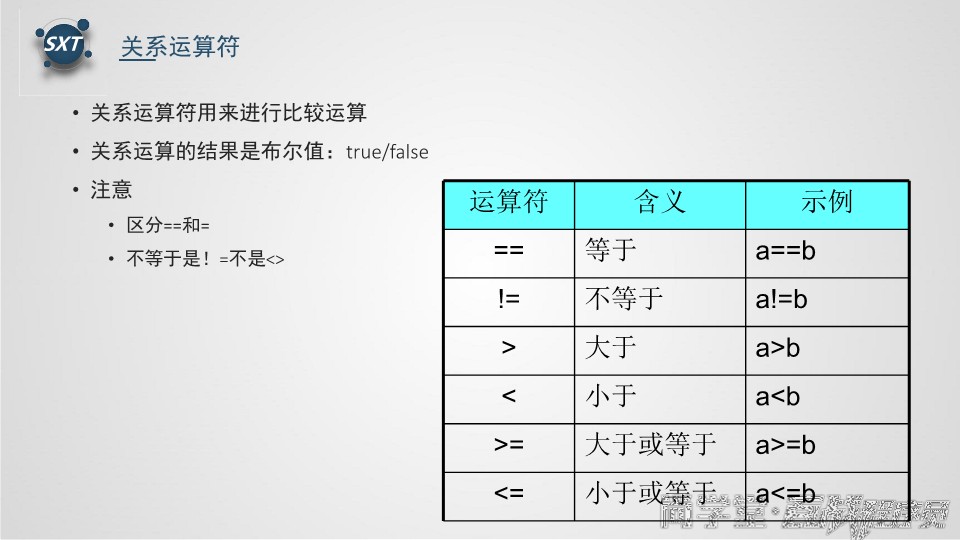 SXT
关系运算符
• 关系运算符用来进行比较运算
• 关系运算的结果是布尔值：true/false
• 注意
• 区分==和=
• 不等于是！=不是<>
运算符 含义 示例
== 等于 a==b
!= 不等于 a!=b
> 大于 a>b
< 小于 a<b
>= 大于或等于 a>=b
<= 小于或等于 a<=b
尚学堂·